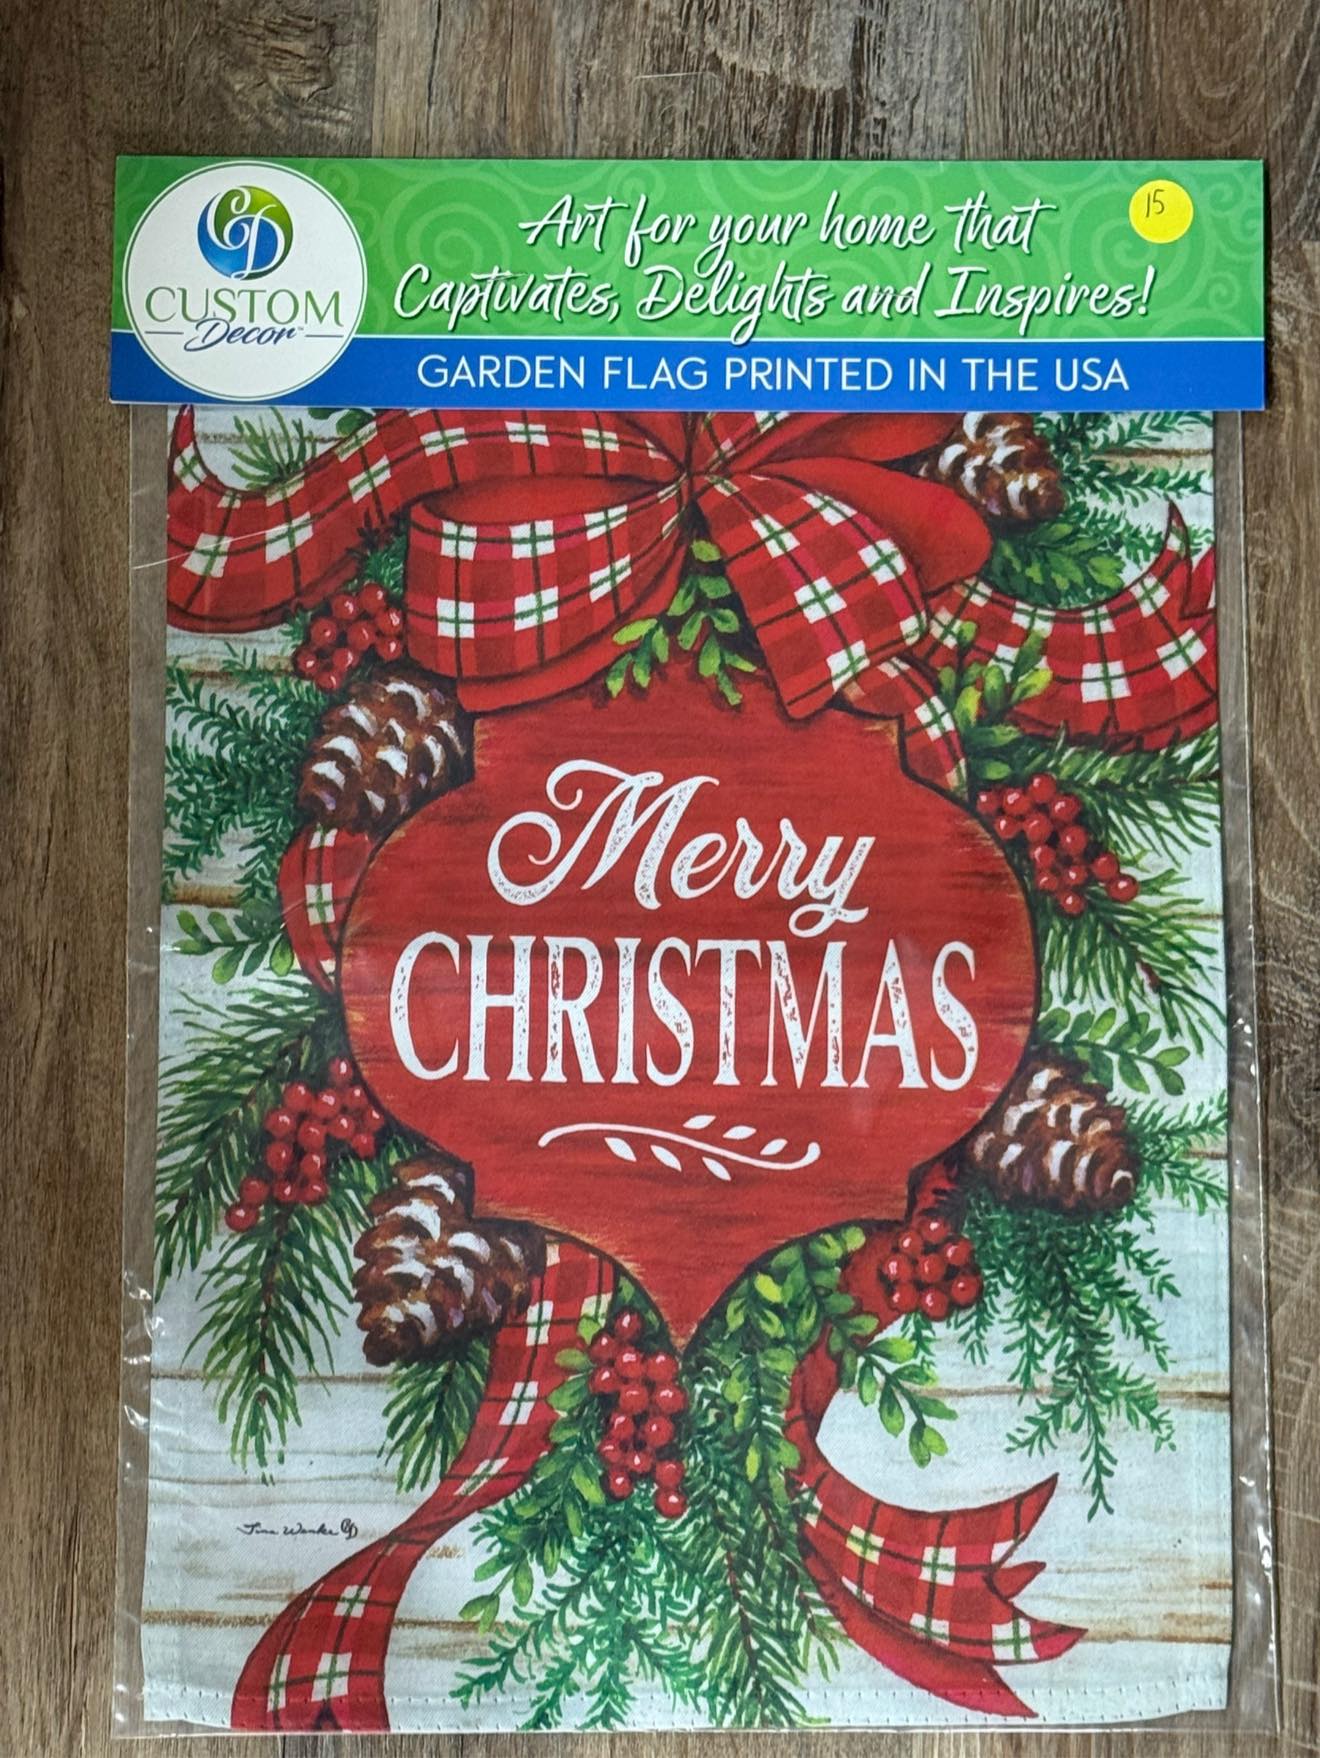 CD
CUSTOM
Decor™
Art for your home that
Captivates, Delights and Inspires!
15
GARDEN FLAG PRINTED IN THE USA
Merry
CHRISTMAS